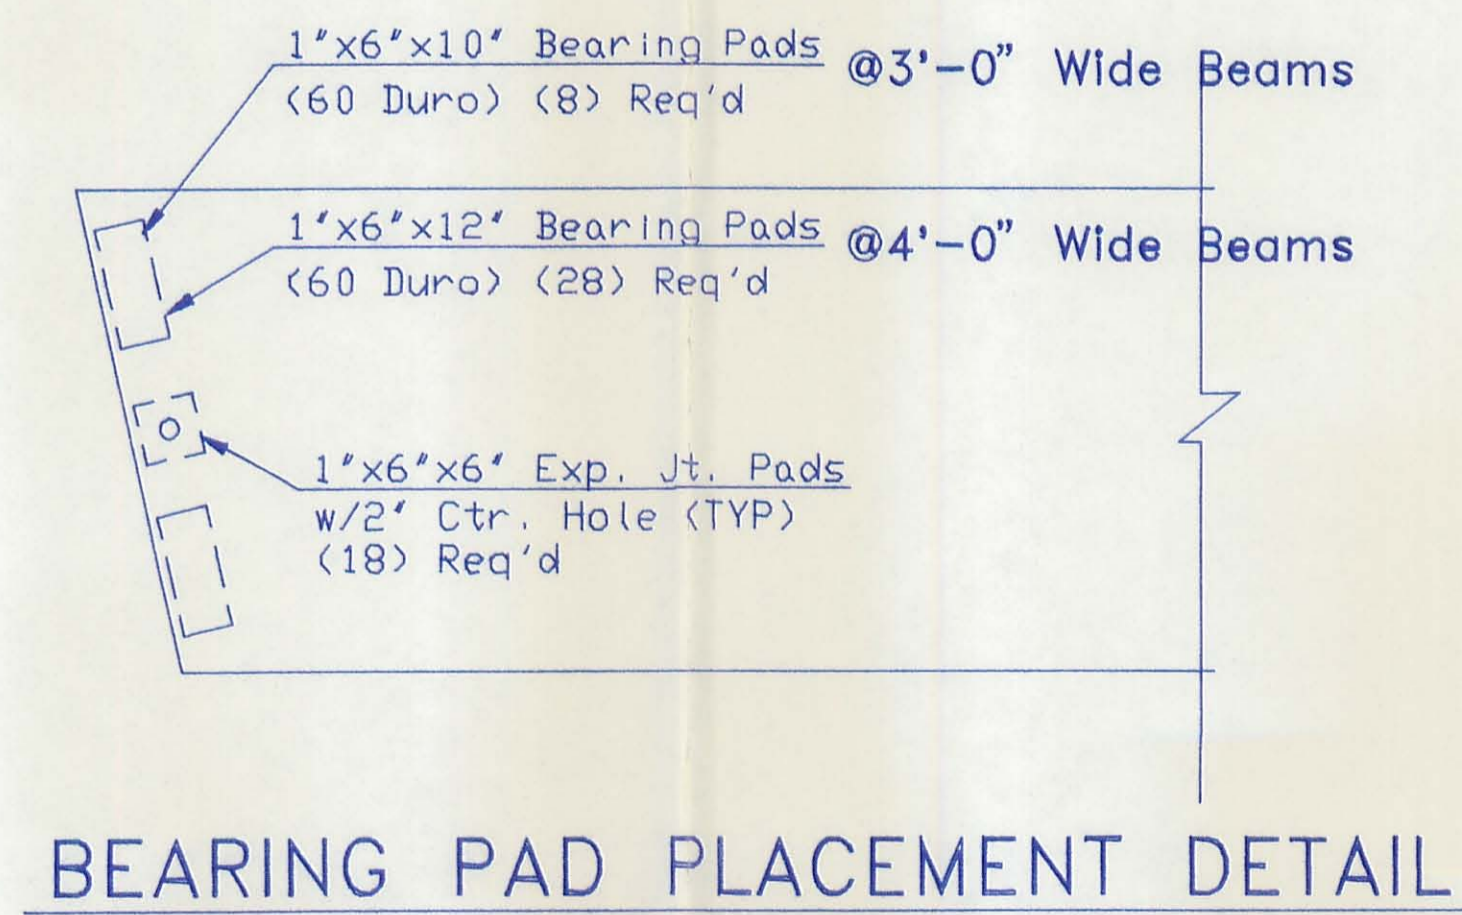 1"x6"x10" Bearing Pads @3'-0" Wide Beams
(60 Duro) (8) Req'd
1"x6"x12" Bearing Pads @4'-0" Wide Beams
(60 Duro) (28) Req'd
1"x6"x6" Exp. Jt. Pads
w/2" Ctr. Hole (TYP)
(18) Req'd
BEARING PAD PLACEMENT DETAIL